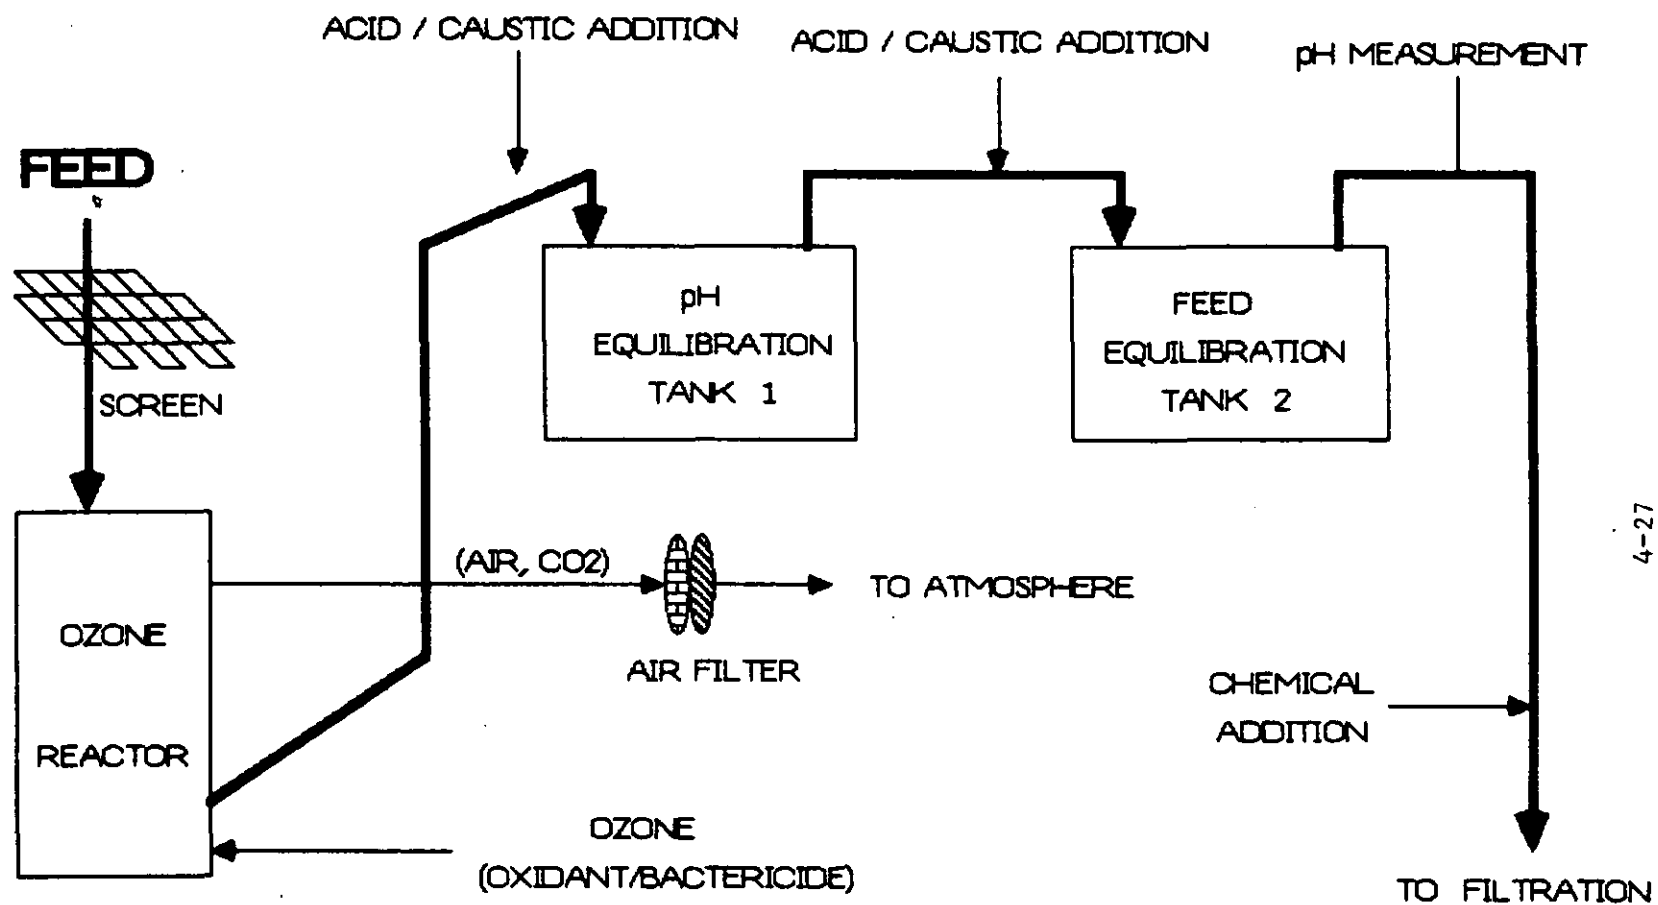 ACID / CAUSTIC ADDITION
ACID / CAUSTIC ADDITION
pH MEASUREMENT
FEED
SCREEN
pH
EQUILIBRATION
TANK 1
FEED
EQUILIBRATION
TANK 2
OZONE
REACTOR
(AIR, CO2)
TO ATMOSPHERE
AIR FILTER
OZONE
(OXIDANT/BACTERICIDE)
CHEMICAL
ADDITION
TO FILTRATION
4-27